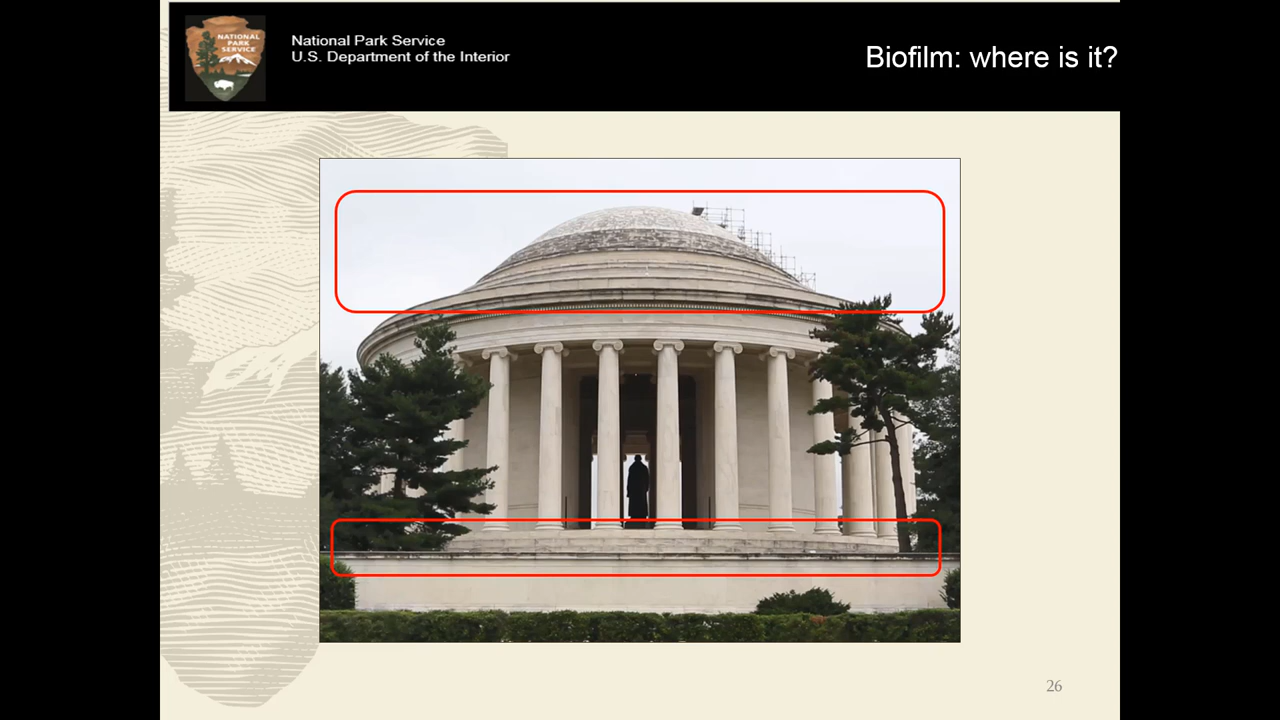 NATIONAL
PARK
SERVICE
National Park Service
U.S. Department of the Interior
Biofilm: where is it?
26